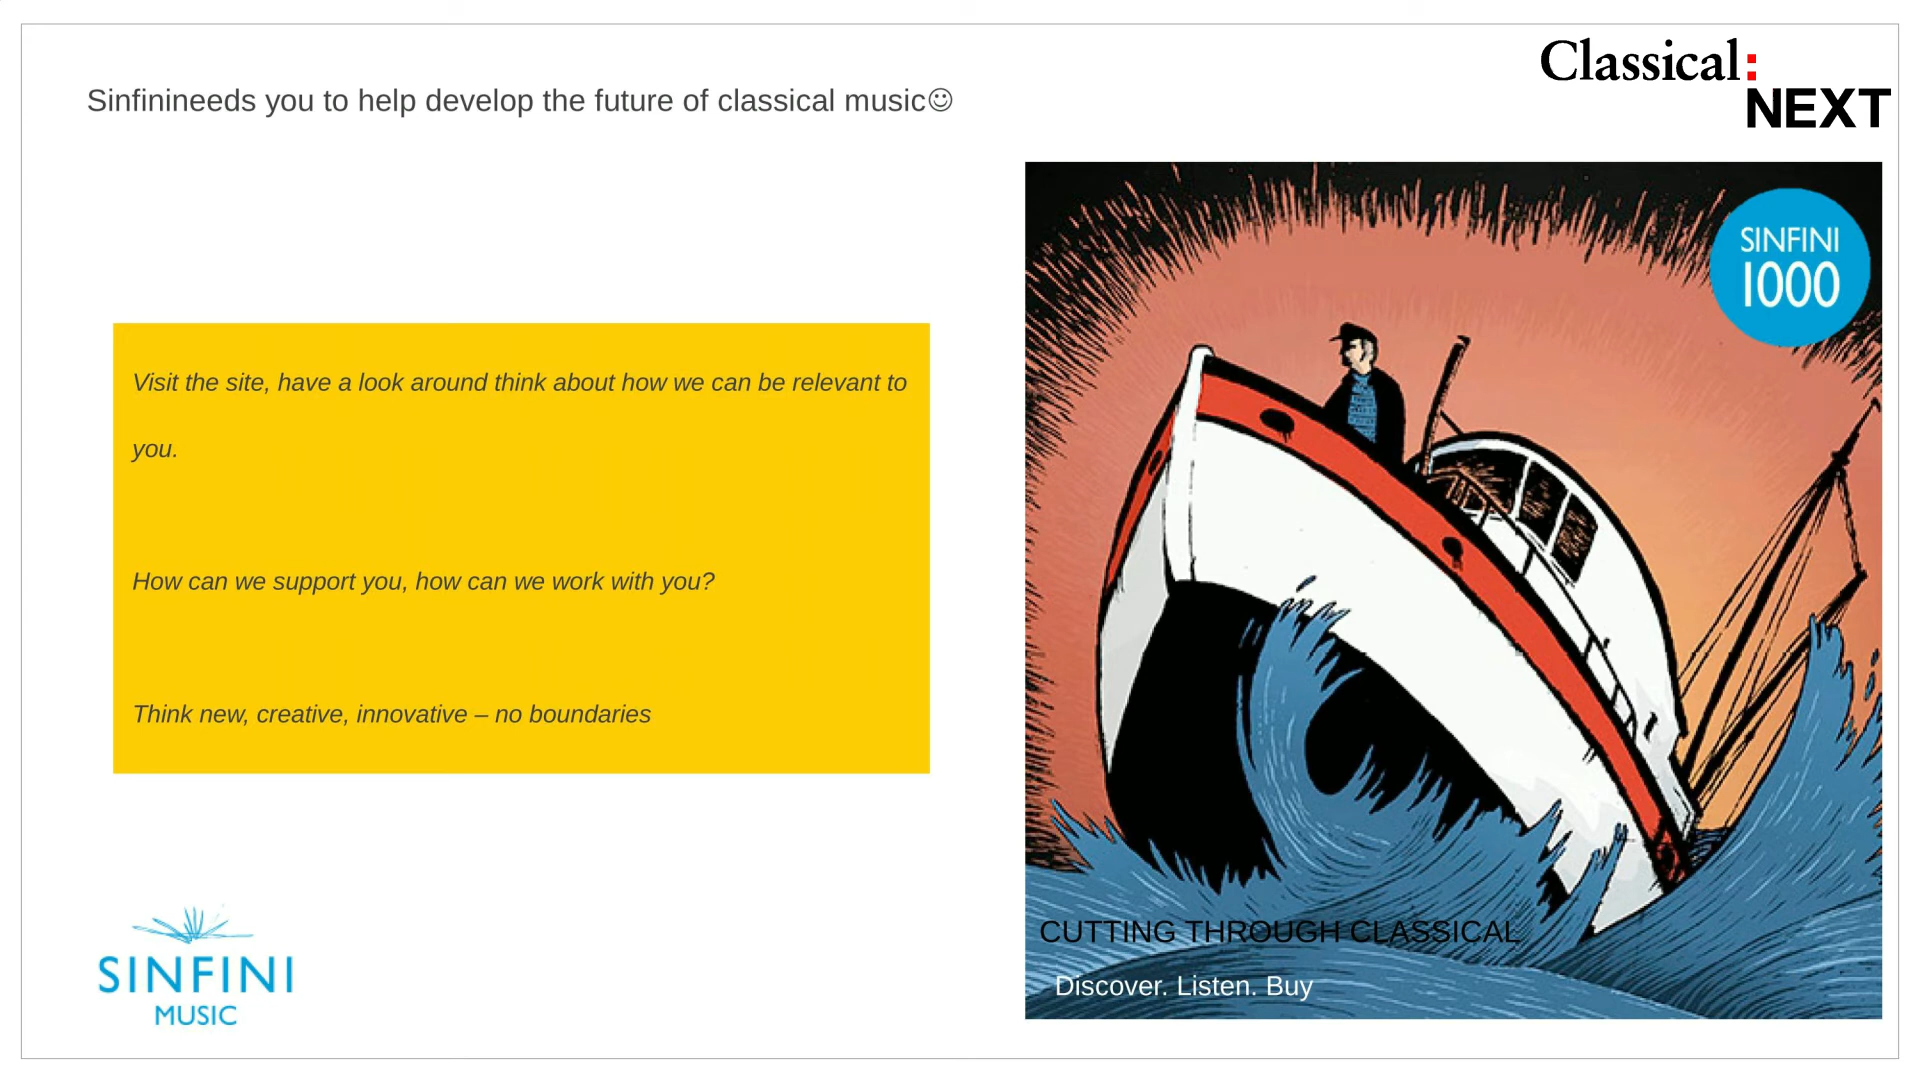 Classical:
NEXT
Sinfinineeds you to help develop the future of classical music☺
SINFINI
1000
Visit the site, have a look around think about how we can be relevant to
you.
How can we support you, how can we work with you?
Think new, creative, innovative – no boundaries
CUTTING THROUGH CLASSICAL
Discover. Listen. Buy
SINFINI
MUSIC